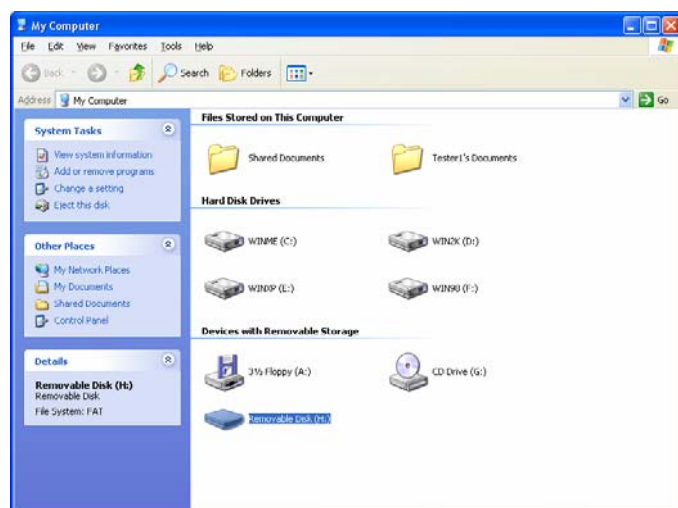 My Computer
File Edit View Favorites Tools Help
Back Search Folders
Address My Computer Go
System Tasks
View system information
Add or remove programs
Change a setting
Eject this disk
Other Places
My Network Places
My Documents
Shared Documents
Control Panel
Details
Removable Disk (H:)
Removable Disk
File System: FAT
Files Stored on This Computer
Shared Documents
Tester1's Documents
Hard Disk Drives
WINME (C:)
WIN2K (D:)
WINXP (E:)
WIN98 (F:)
Devices with Removable Storage
3½ Floppy (A:)
CD Drive (G:)
Removable Disk (H:)